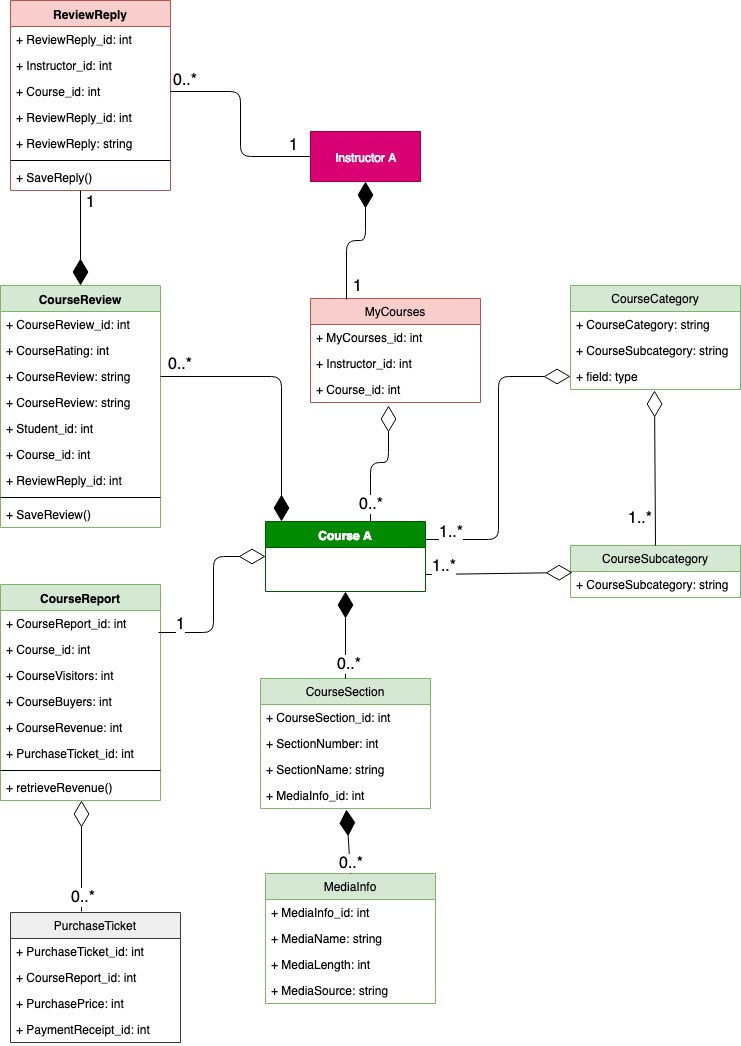 ReviewReply
+ ReviewReply_id: int
+ Instructor_id: int
+ Course_id: int
+ ReviewReply_id: int
+ ReviewReply: string
+ SaveReply()
0..*
1
Instructor A
1
1
CourseReview
+ CourseReview_id: int
+ CourseRating: int
+ CourseReview: string
+ CourseReview: string
+ Student_id: int
+ Course_id: int
+ ReviewReply_id: int
+ SaveReview()
0..*
MyCourses
+ MyCourses_id: int
+ Instructor_id: int
+ Course_id: int
0..*
CourseCategory
+ CourseCategory: string
+ CourseSubcategory: string
+ field: type
1..*
Course A
1..*
1..*
CourseSubcategory
+ CourseSubcategory: string
CourseReport
+ CourseReport_id: int
+ Course_id: int
+ CourseVisitors: int
+ CourseBuyers: int
+ CourseRevenue: int
+ PurchaseTicket_id: int
+ retrieveRevenue()
1
0..*
CourseSection
+ CourseSection_id: int
+ SectionNumber: int
+ SectionName: string
+ MediaInfo_id: int
0..*
MediaInfo
+ MediaInfo_id: int
+ MediaName: string
+ MediaLength: int
+ MediaSource: string
0..*
PurchaseTicket
+ PurchaseTicket_id: int
+ CourseReport_id: int
+ PurchasePrice: int
+ PaymentReceipt_id: int